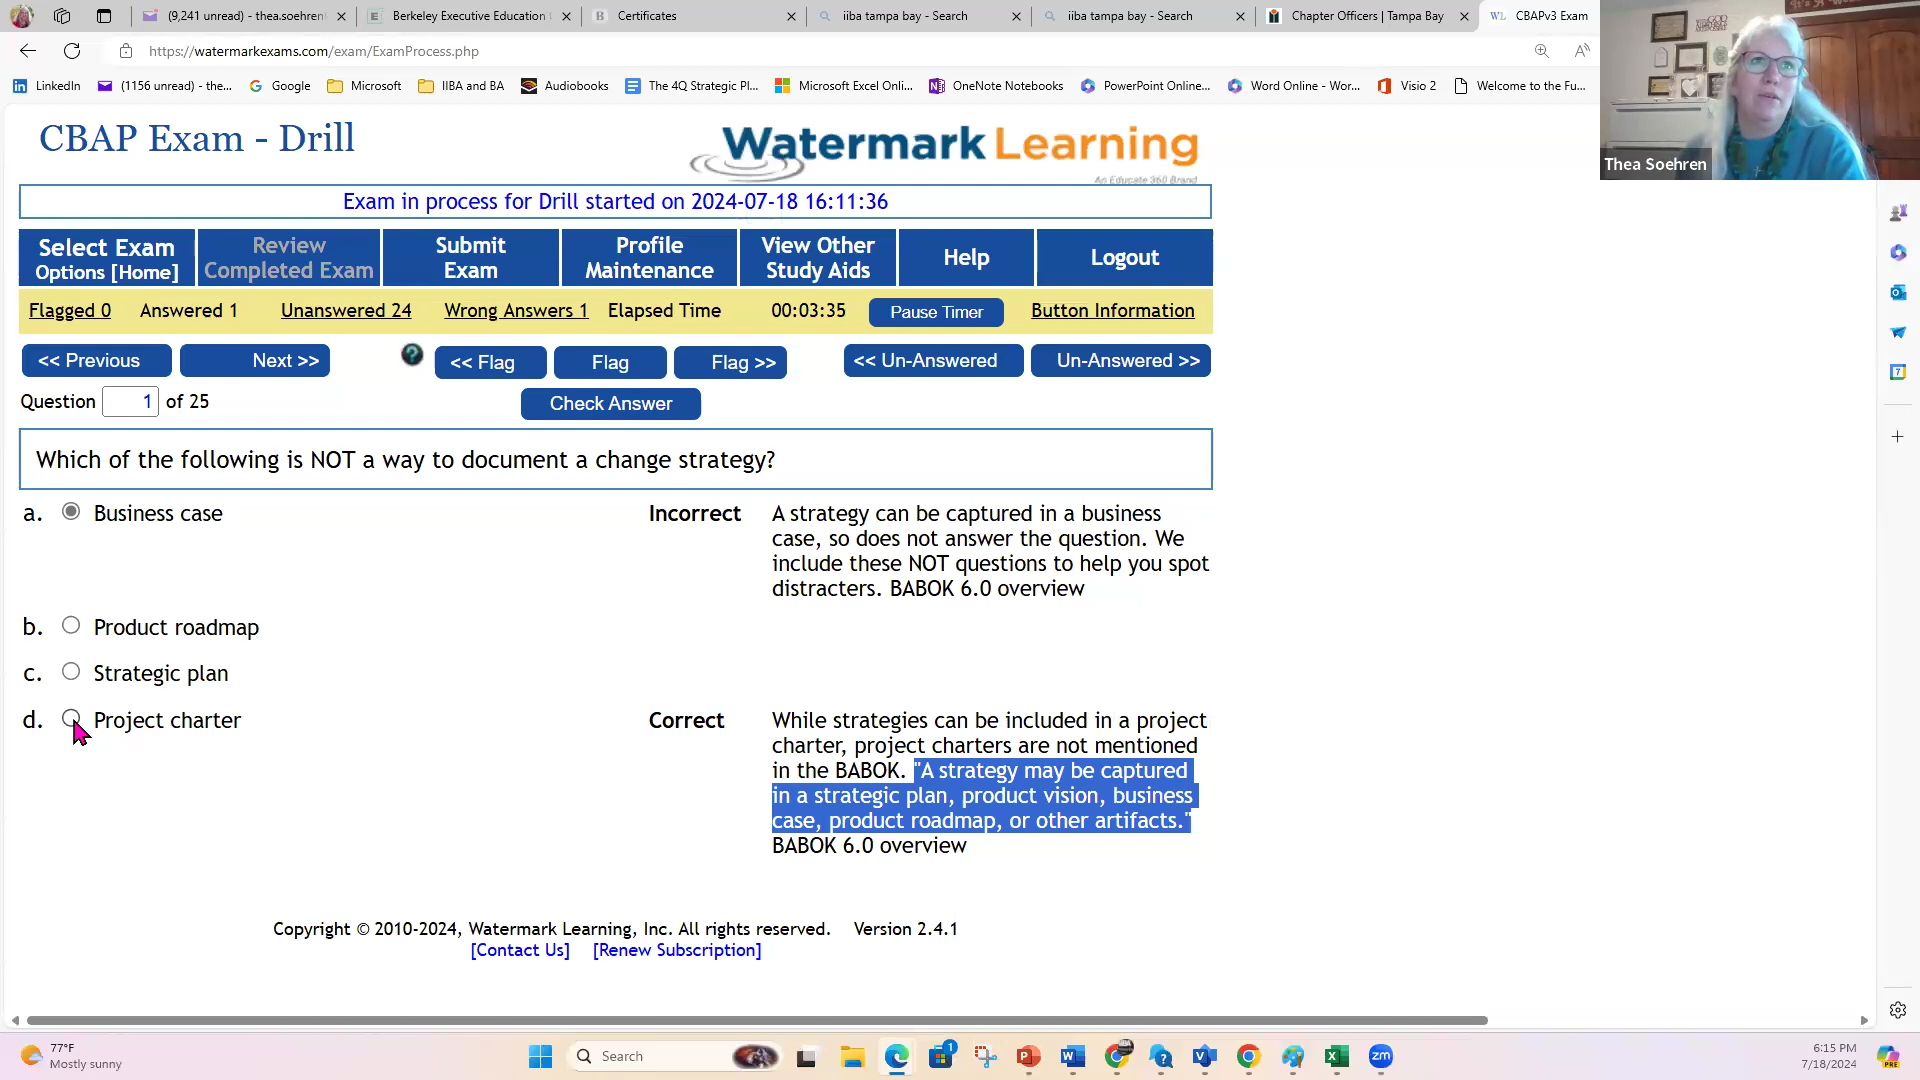 (9,241 unread) - thea.soehren
Berkeley Executive Education
Certificates
iiba tampa bay - Search
iiba tampa bay - Search
Chapter Officers | Tampa Bay
WL CBAPv3 Exam
https://watermarkexams.com/exam/ExamProcess.php
LinkedIn
(1156 unread) - the...
Google
Microsoft
IIBA and BA
Audiobooks
The 4Q Strategic Pl...
Microsoft Excel Onli...
OneNote Notebooks
PowerPoint Online...
Word Online - Wor...
Visio 2
Welcome to the Fu...
Thea Soehren
CBAP Exam - Drill
Watermark Learning
An Educate 360 Brand
Exam in process for Drill started on 2024-07-18 16:11:36
Select Exam
Options [Home]
Review
Completed Exam
Submit
Exam
Profile
Maintenance
View Other
Study Aids
Help
Logout
Flagged 0
Answered 1
Unanswered 24
Wrong Answers 1
Elapsed Time
00:03:35
Pause Timer
Button Information
<< Previous
Next >>
?
<< Flag
Flag
Flag >>
<< Un-Answered
Un-Answered >>
Question 1 of 25
Check Answer
Which of the following is NOT a way to document a change strategy?
a. Business case
Incorrect
A strategy can be captured in a business
case, so does not answer the question. We
include these NOT questions to help you spot
distracters. BABOK 6.0 overview
b. Product roadmap
c. Strategic plan
d. Project charter
Correct
While strategies can be included in a project
charter, project charters are not mentioned
in the BABOK. "A strategy may be captured
in a strategic plan, product vision, business
case, product roadmap, or other artifacts."
BABOK 6.0 overview
Copyright © 2010-2024, Watermark Learning, Inc. All rights reserved. Version 2.4.1
[Contact Us] [Renew Subscription]
77°F
Mostly sunny
Search
1
zm
6:15 PM
7/18/2024